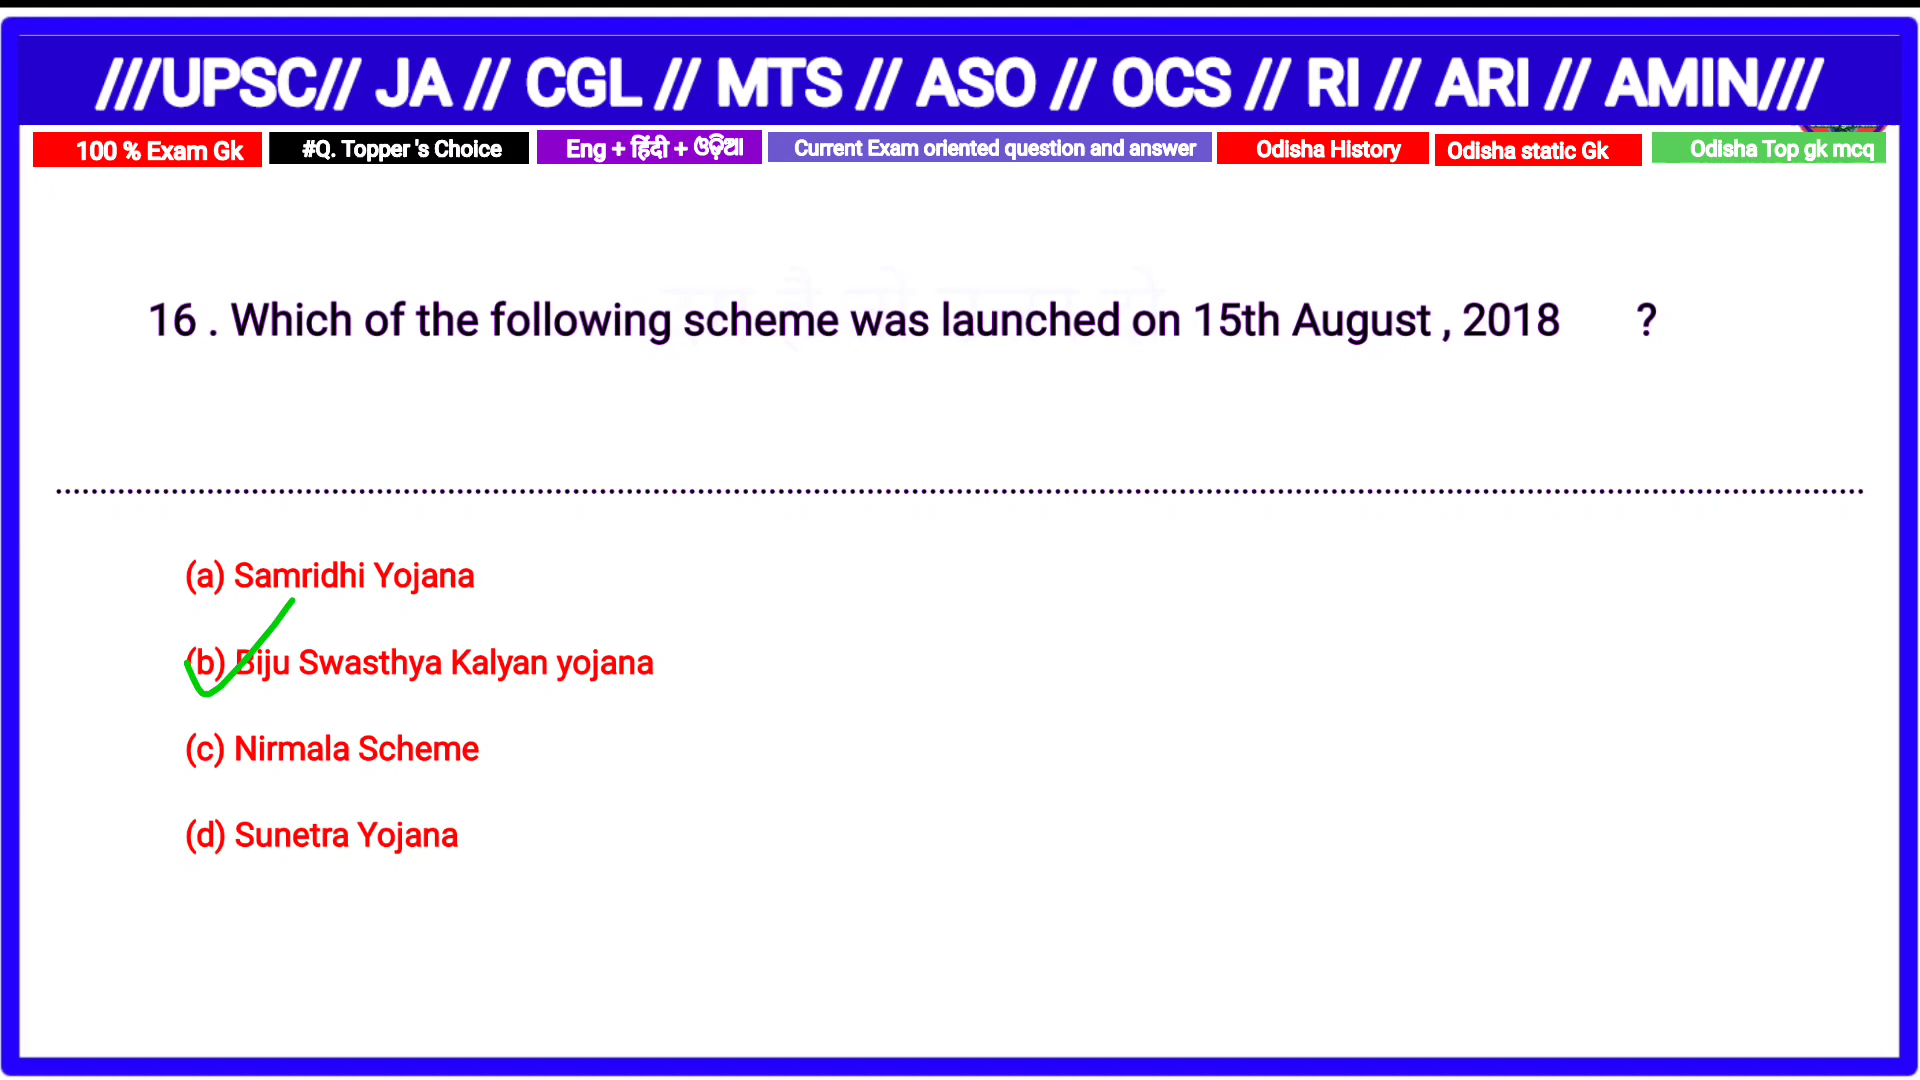 ///UPSC// JA // CGL // MTS // ASO // OCS // RI // ARI // AMIN///
100 % Exam Gk #Q. Topper 's Choice Eng + हिंदी + ଓଡ଼ିଆ Current Exam oriented question and answer Odisha History Odisha static Gk Odisha Top gk mcq
16 . Which of the following scheme was launched on 15th August , 2018 ?
(a) Samridhi Yojana
(b) Biju Swasthya Kalyan yojana
(c) Nirmala Scheme
(d) Sunetra Yojana